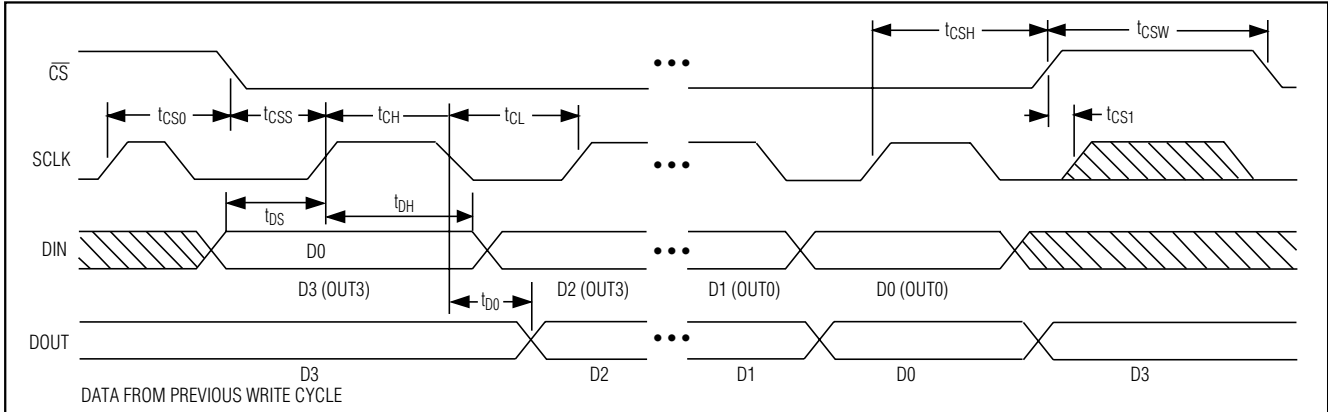 tCSH
tCSW
CS
•••
tCS0
tCSS
tCH
tCL
tCS1
SCLK
•••
tDS
tDH
DIN
D0
•••
D3 (OUT3)
tD0
D2 (OUT3)
D1 (OUT0)
D0 (OUT0)
DOUT
•••
D3
D2
D1
D0
D3
DATA FROM PREVIOUS WRITE CYCLE